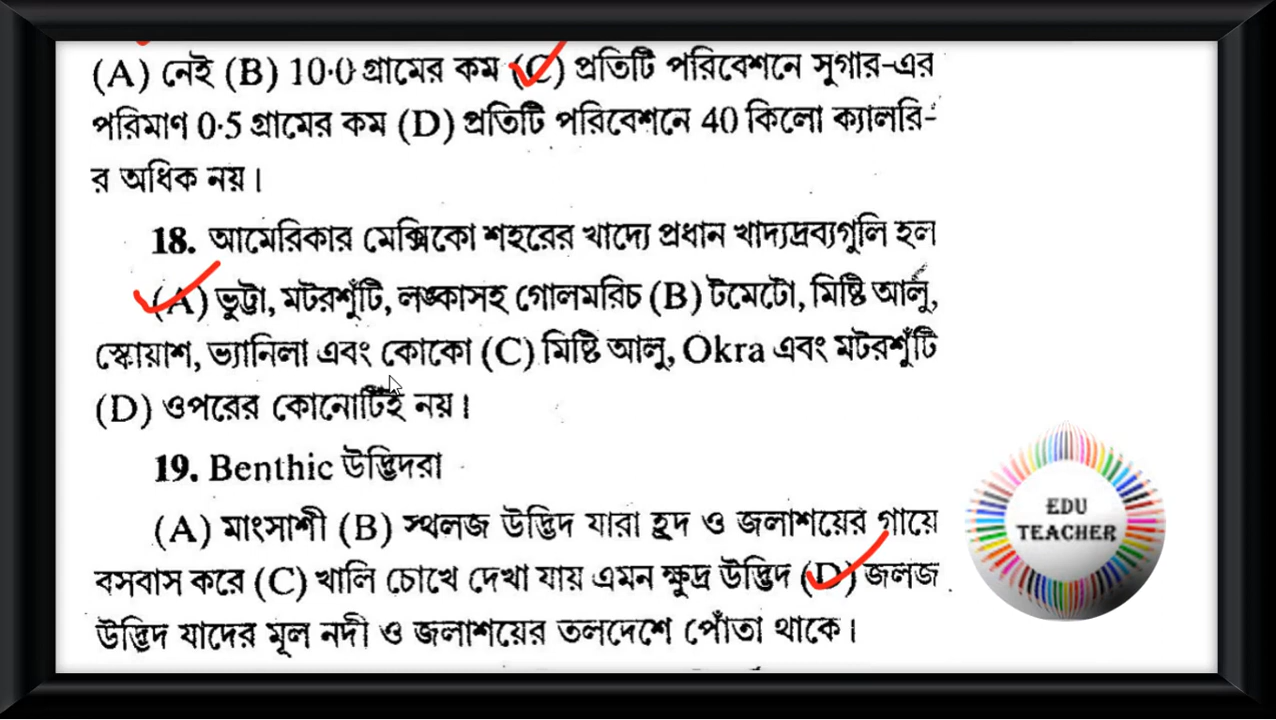 (A) নেই (B) 10·0 গ্রামের কম (C) প্রতিটি পরিবেশনে সুগার-এর
পরিমাণ 0·5 গ্রামের কম (D) প্রতিটি পরিবেশনে 40 কিলো ক্যালরি-
র অধিক নয়।
18. আমেরিকার মেক্সিকো শহরের খাদ্যে প্রধান খাদ্যদ্রব্যগুলি হল
(A) ভুট্টা, মটরশুঁটি, লঙ্কাসহ গোলমরিচ (B) টমেটো, মিষ্টি আলু,
স্কোয়াশ, ভ্যানিলা এবং কোকো (C) মিষ্টি আলু, Okra এবং মটরশুঁটি
(D) ওপরের কোনোটিই নয়।
19. Benthic উদ্ভিদরা
(A) মাংসাশী (B) স্থলজ উদ্ভিদ যারা হ্রদ ও জলাশয়ের গায়ে
বসবাস করে (C) খালি চোখে দেখা যায় এমন ক্ষুদ্র উদ্ভিদ (D) জলজ
উদ্ভিদ যাদের মূল নদী ও জলাশয়ের তলদেশে পোঁতা থাকে।
EDU
TEACHER